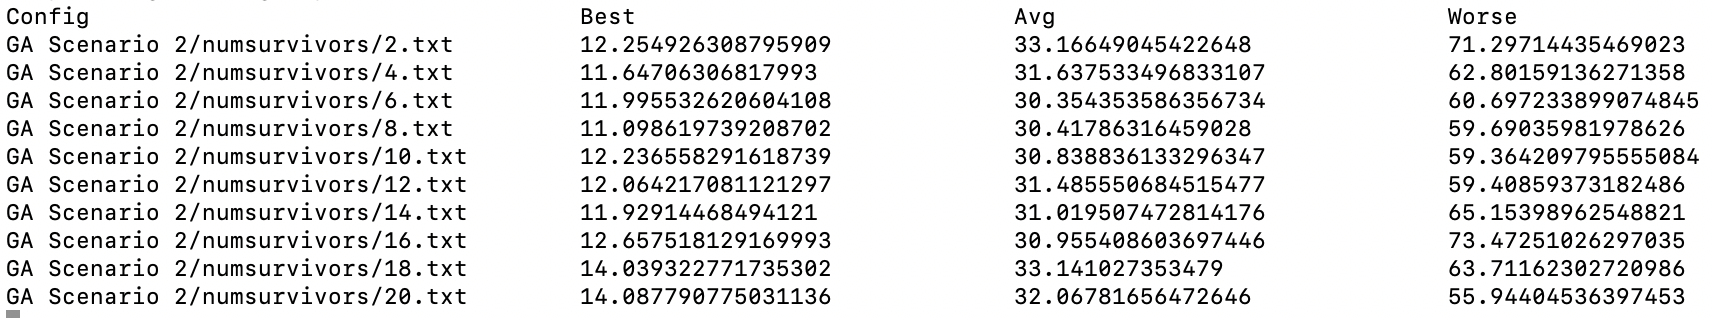 Config Best Avg Worse
GA Scenario 2/numsurvivors/2.txt 12.254926308795909 33.16649045422648 71.29714435469023
GA Scenario 2/numsurvivors/4.txt 11.64706306817993 31.637533496833107 62.80159136271358
GA Scenario 2/numsurvivors/6.txt 11.995532620604108 30.354353586356734 60.697233899074845
GA Scenario 2/numsurvivors/8.txt 11.098619739208702 30.41786316459028 59.69035981978626
GA Scenario 2/numsurvivors/10.txt 12.236558291618739 30.838836133296347 59.364209795555084
GA Scenario 2/numsurvivors/12.txt 12.064217081121297 31.485550684515477 59.40859373182486
GA Scenario 2/numsurvivors/14.txt 11.92914468494121 31.019507472814176 65.15398962548821
GA Scenario 2/numsurvivors/16.txt 12.657518129169993 30.955408603697446 73.47251026297035
GA Scenario 2/numsurvivors/18.txt 14.039322771735302 33.141027353479 63.71162302720986
GA Scenario 2/numsurvivors/20.txt 14.087790775031136 32.06781656472646 55.94404536397453